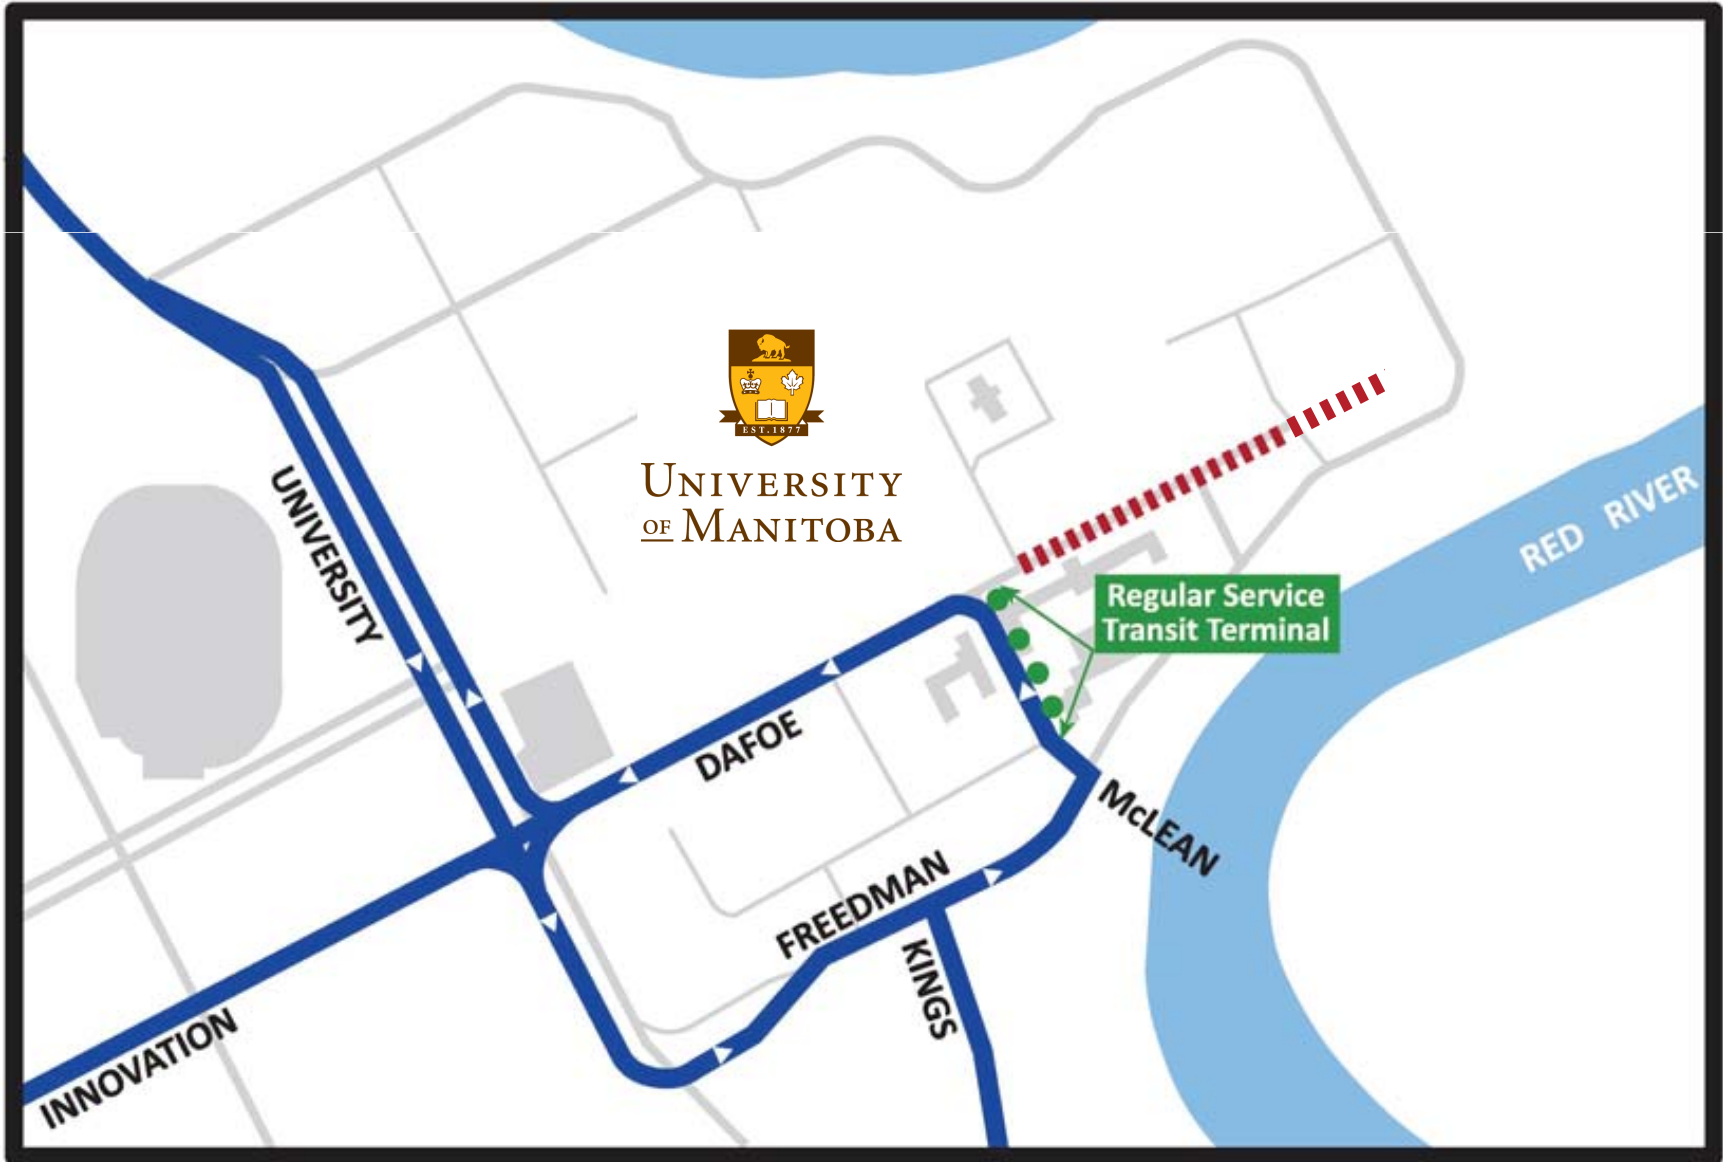 EST. 1877
UNIVERSITY
OF MANITOBA
UNIVERSITY
RED RIVER
Regular Service
Transit Terminal
DAFOE
McLEAN
FREEDMAN
KINGS
INNOVATION